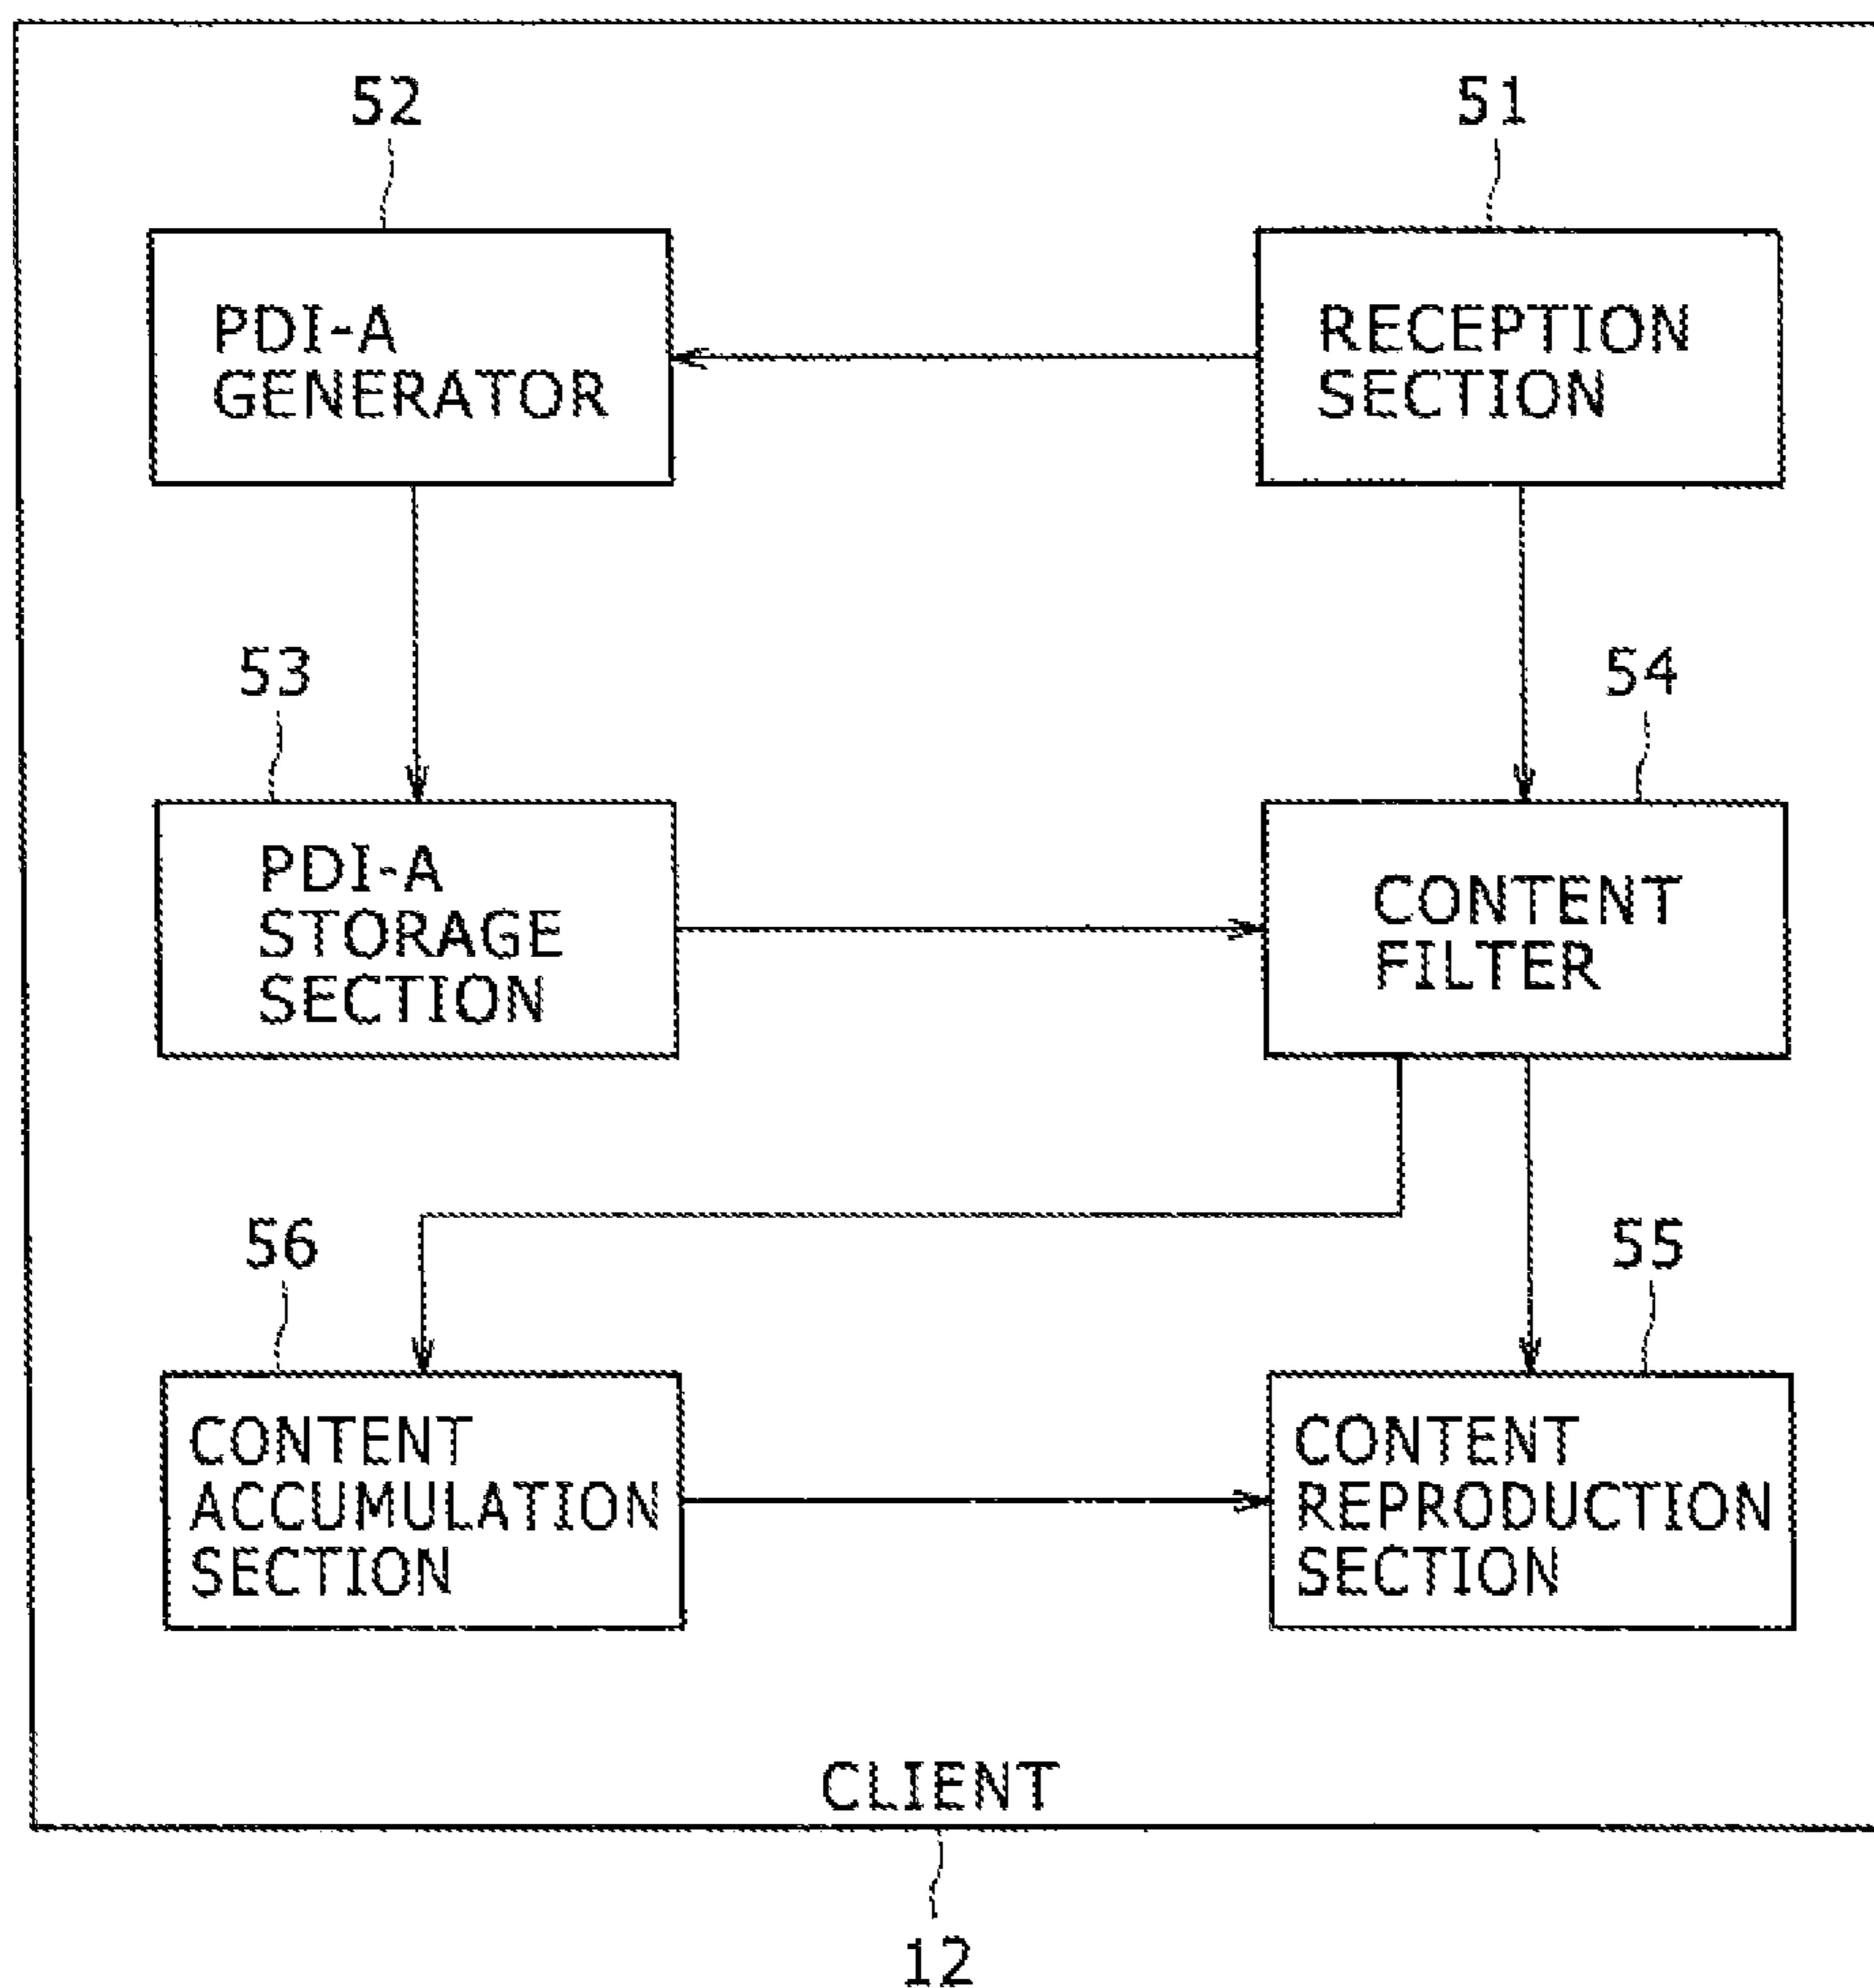 52
51
PDI-A
GENERATOR
RECEPTION
SECTION
53
54
PDI-A
STORAGE
SECTION
CONTENT
FILTER
56
55
CONTENT
ACCUMULATION
SECTION
CONTENT
REPRODUCTION
SECTION
CLIENT
12